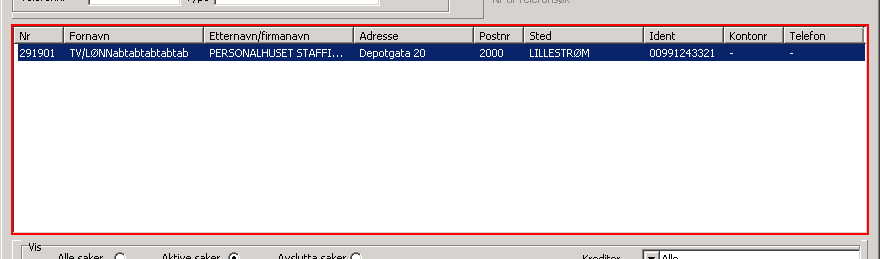 Nr Fornavn Etternavn/firmanavn Adresse Postnr Sted Ident Kontonr Telefon
291901 TV/LØNNabtabtabtabtab PERSONALHUSET STAFFI... Depotgata 20 2000 LILLESTRØM 00991243321 - -
Vis
Alle saker Aktive saker Avslutta saker Kreditor Alle